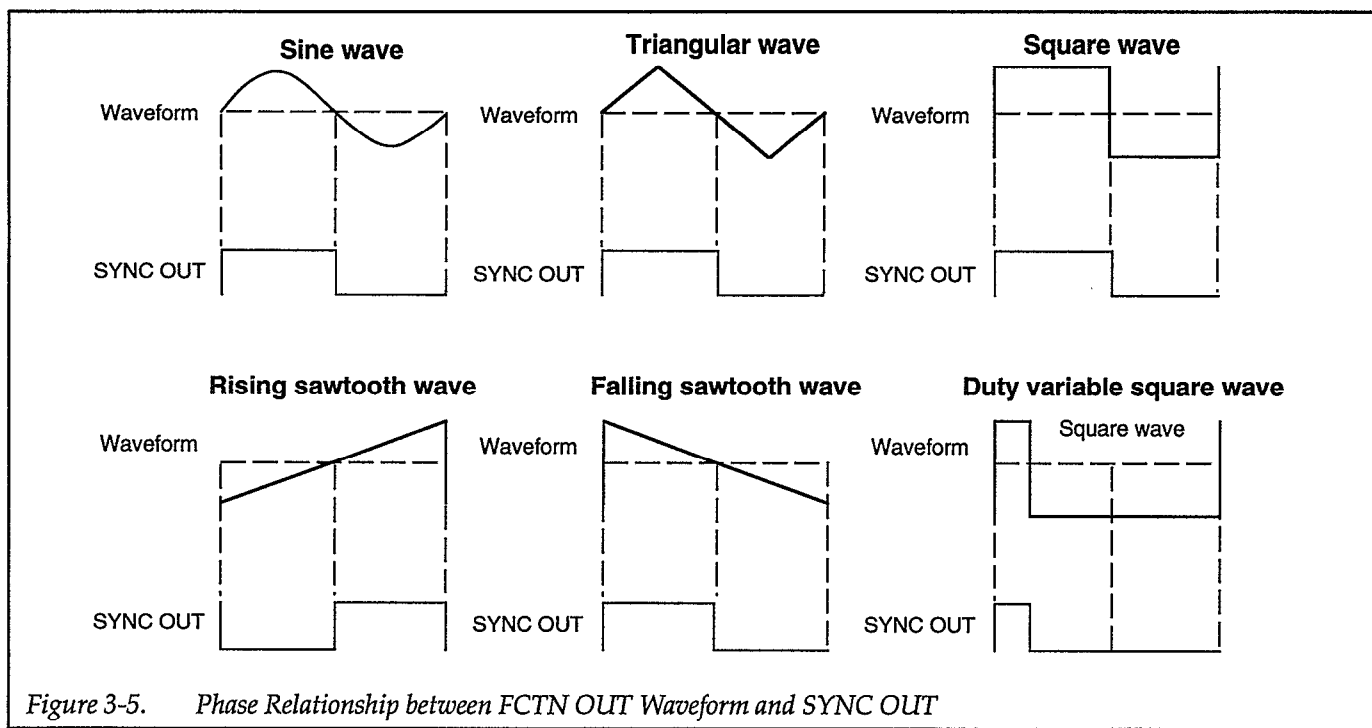 Sine wave
Triangular wave
Square wave
Waveform
Waveform
Waveform
SYNC OUT
SYNC OUT
SYNC OUT
Rising sawtooth wave
Falling sawtooth wave
Duty variable square wave
Waveform
Waveform
Waveform
Square wave
SYNC OUT
SYNC OUT
SYNC OUT
Figure 3-5. Phase Relationship between FCTN OUT Waveform and SYNC OUT